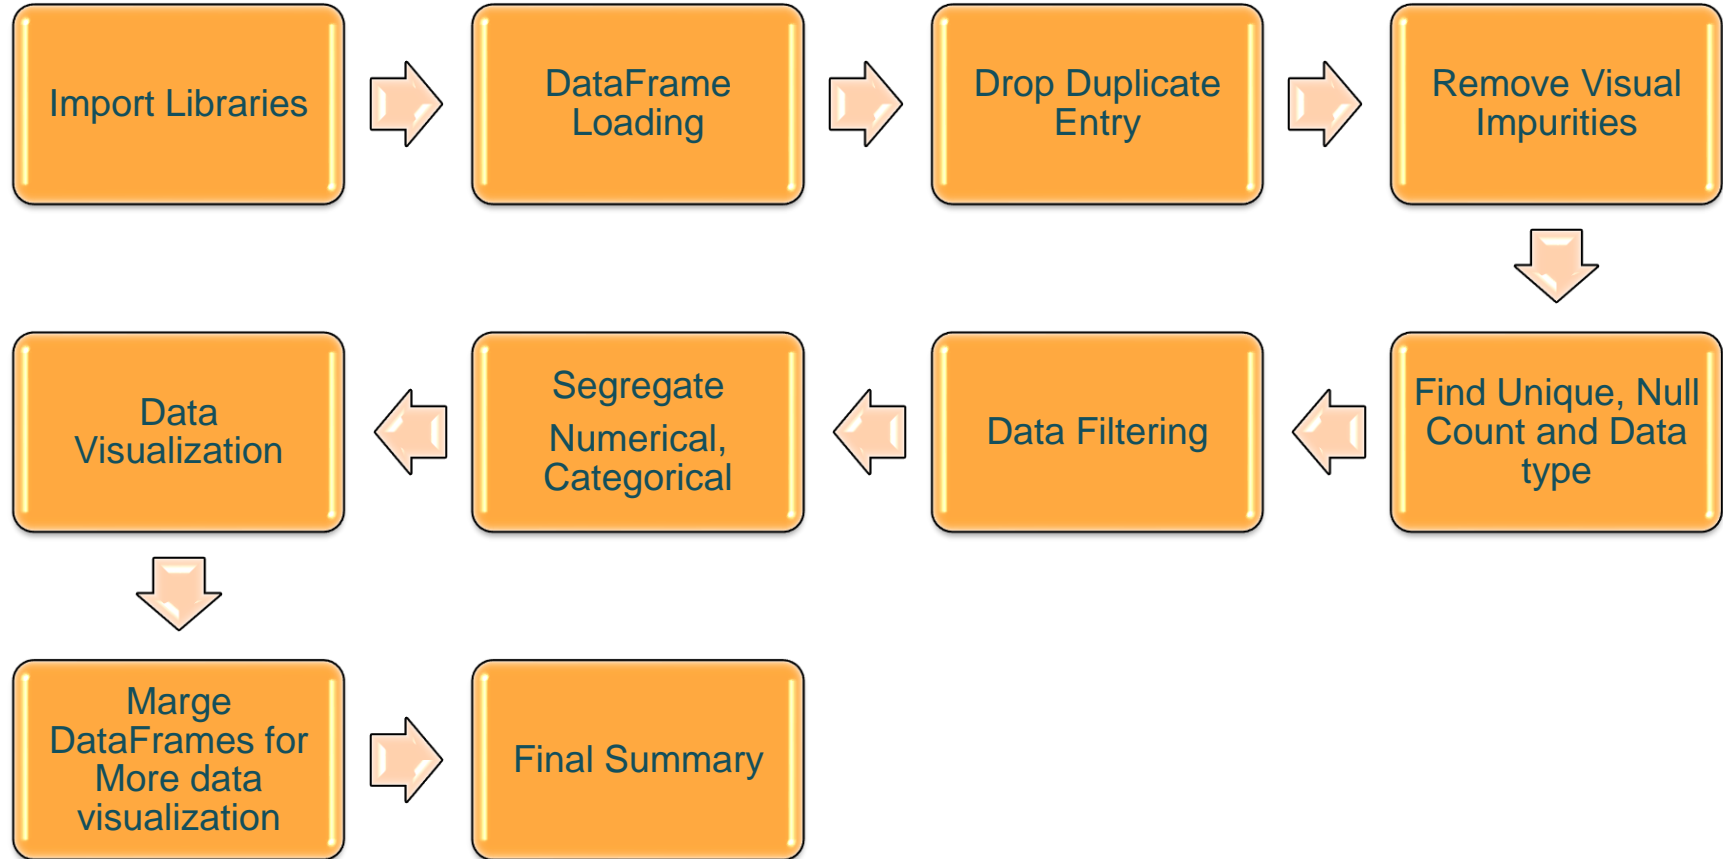 Import Libraries
DataFrame
Loading
Drop Duplicate
Entry
Remove Visual
Impurities
Find Unique, Null
Count and Data
type
Data Filtering
Segregate
Numerical,
Categorical
Data
Visualization
Marge
DataFrames for
More data
visualization
Final Summary